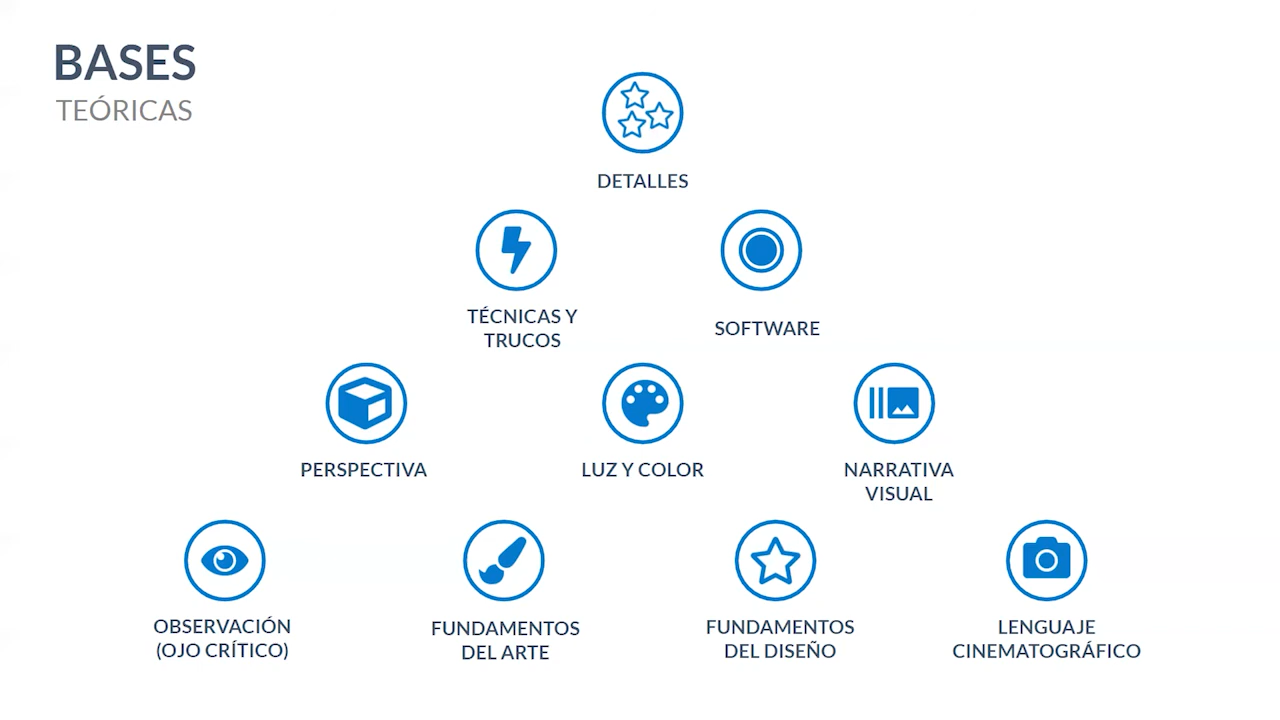 BASES
TEÓRICAS
DETALLES
TÉCNICAS Y
TRUCOS
SOFTWARE
PERSPECTIVA
LUZ Y COLOR
NARRATIVA
VISUAL
OBSERVACIÓN
(OJO CRÍTICO)
FUNDAMENTOS
DEL ARTE
FUNDAMENTOS
DEL DISEÑO
LENGUAJE
CINEMATOGRÁFICO